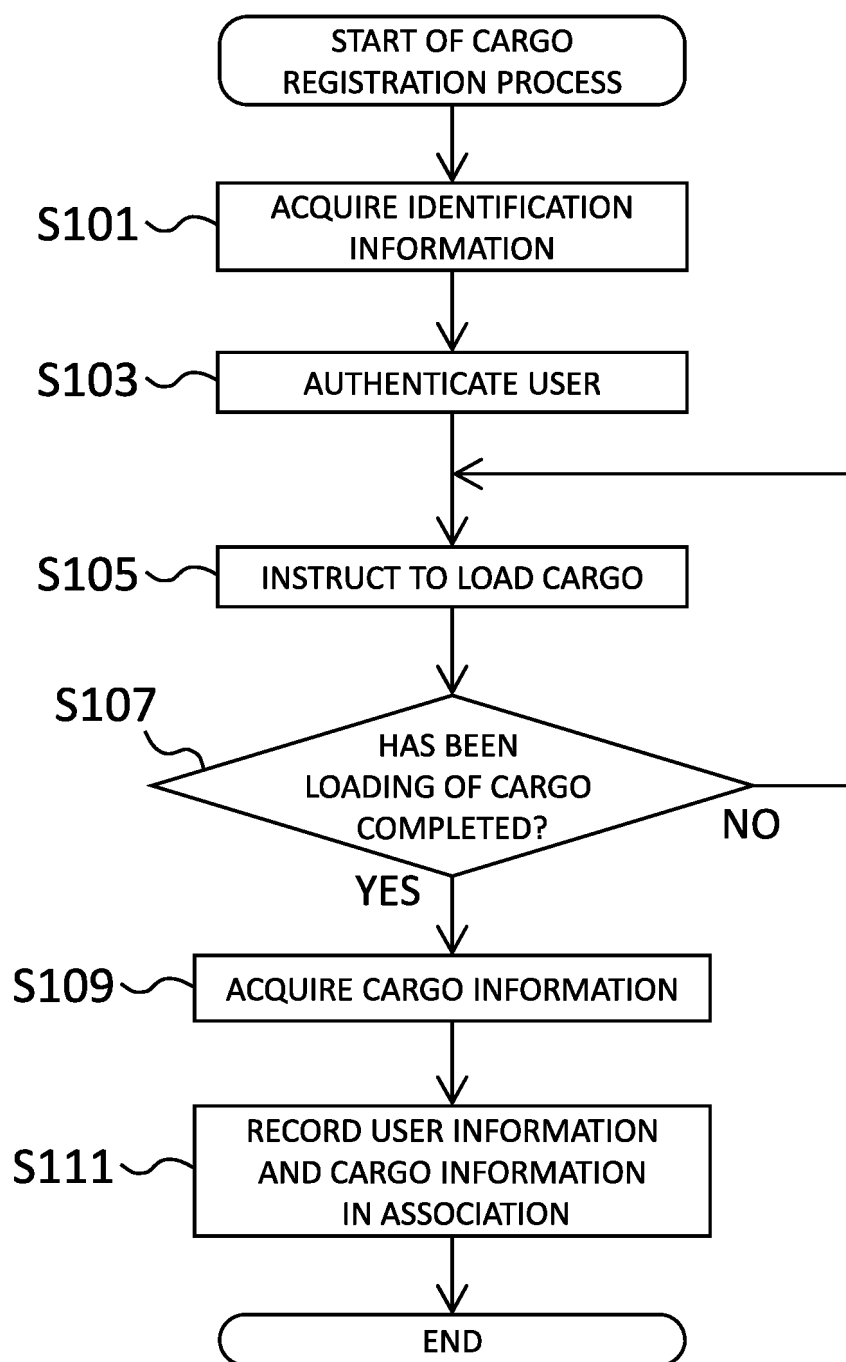 START OF CARGO
REGISTRATION PROCESS
S101
ACQUIRE IDENTIFICATION
INFORMATION
S103
AUTHENTICATE USER
S105
INSTRUCT TO LOAD CARGO
S107
HAS BEEN
LOADING OF CARGO
COMPLETED?
NO
YES
S109
ACQUIRE CARGO INFORMATION
S111
RECORD USER INFORMATION
AND CARGO INFORMATION
IN ASSOCIATION
END